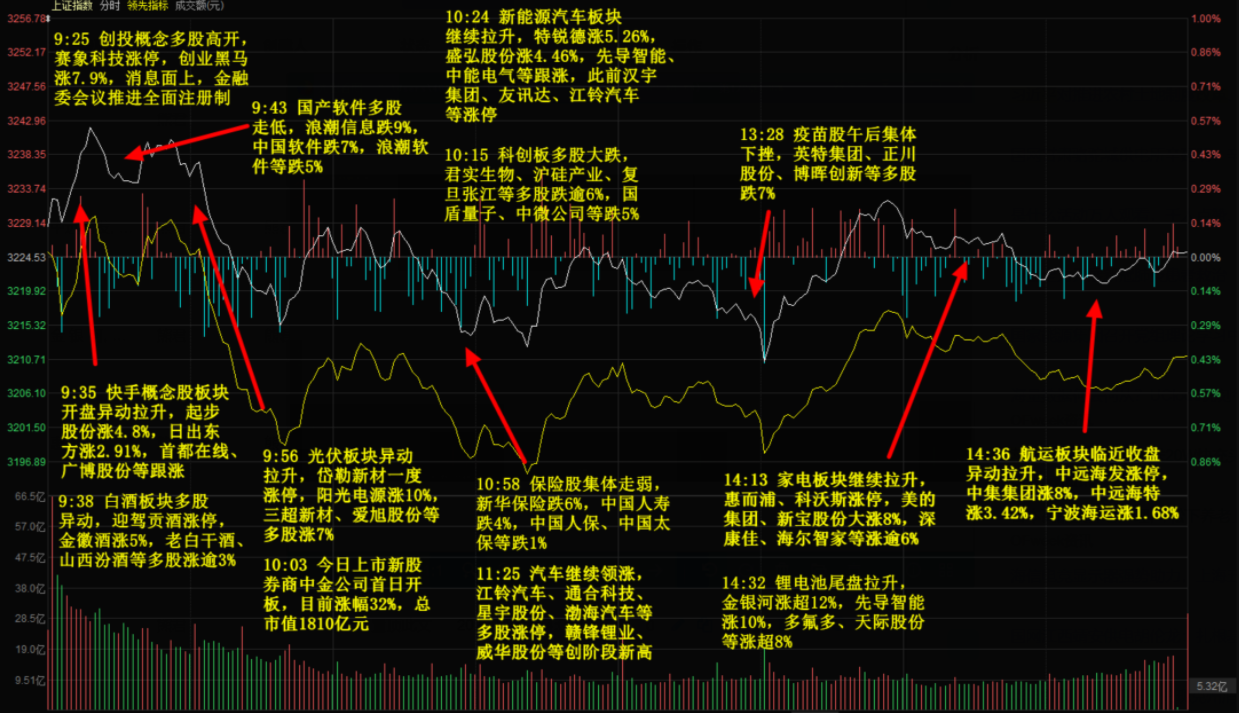 上证指数 分时 领先指标 成交额(元)
3256.78
3252.17
3247.56
3242.96
3238.35
3233.74
3229.14
3224.53
3219.92
3215.32
3210.71
3206.10
3201.50
3196.89
66.5亿
57.0亿
47.5亿
38.0亿
28.5亿
19.0亿
9.51亿
9:25 创投概念多股高开，
赛象科技涨停，创业黑马
涨7.9%，消息面上，金融
委会议推进全面注册制
9:43 国产软件多股
走低，浪潮信息跌9%，
中国软件跌7%，浪潮软
件等跌5%
10:24 新能源汽车板块
继续拉升，特锐德涨5.26%，
盛弘股份涨4.46%，先导智能、
中能电气等跟涨，此前汉宇
集团、友讯达、江铃汽车
等涨停
10:15 科创板多股大跌，
君实生物、沪硅产业、复
旦张江等多股跌逾6%，国
盾量子、中微公司等跌5%
13:28 疫苗股午后集体
下挫，英特集团、正川
股份、博晖创新等多股
跌7%
9:35 快手概念股板块
开盘异动拉升，起步
股份涨4.8%，日出东
方涨2.91%，首都在线、
广博股份等跟涨
9:38 白酒板块多股
异动，迎驾贡酒涨停，
金徽酒涨5%，老白干酒、
山西汾酒等多股涨逾3%
9:56 光伏板块异动
拉升，岱勒新材一度
涨停，阳光电源涨10%，
三超新材、爱旭股份等
多股涨7%
10:03 今日上市新股
券商中金公司首日开
板，目前涨幅32%，总
市值1810亿元
10:58 保险股集体走弱，
新华保险跌6%，中国人寿
跌4%，中国人保、中国太
保等跌1%
11:25 汽车继续领涨，
江铃汽车、通合科技、
星宇股份、渤海汽车等
多股涨停，赣锋锂业、
威华股份等创阶段新高
14:13 家电板块继续拉升，
惠而浦、科沃斯涨停，美的
集团、新宝股份大涨8%，深
康佳、海尔智家等涨逾6%
14:32 锂电池尾盘拉升，
金银河涨超12%，先导智能
涨10%，多氟多、天际股份
等涨超8%
14:36 航运板块临近收盘
异动拉升，中远海发涨停，
中集集团涨8%，中远海特
涨3.42%，宁波海运涨1.68%
1.00%
0.86%
0.71%
0.57%
0.43%
0.29%
0.14%
0.00%
0.14%
0.29%
0.43%
0.57%
0.71%
0.86%
5.32亿